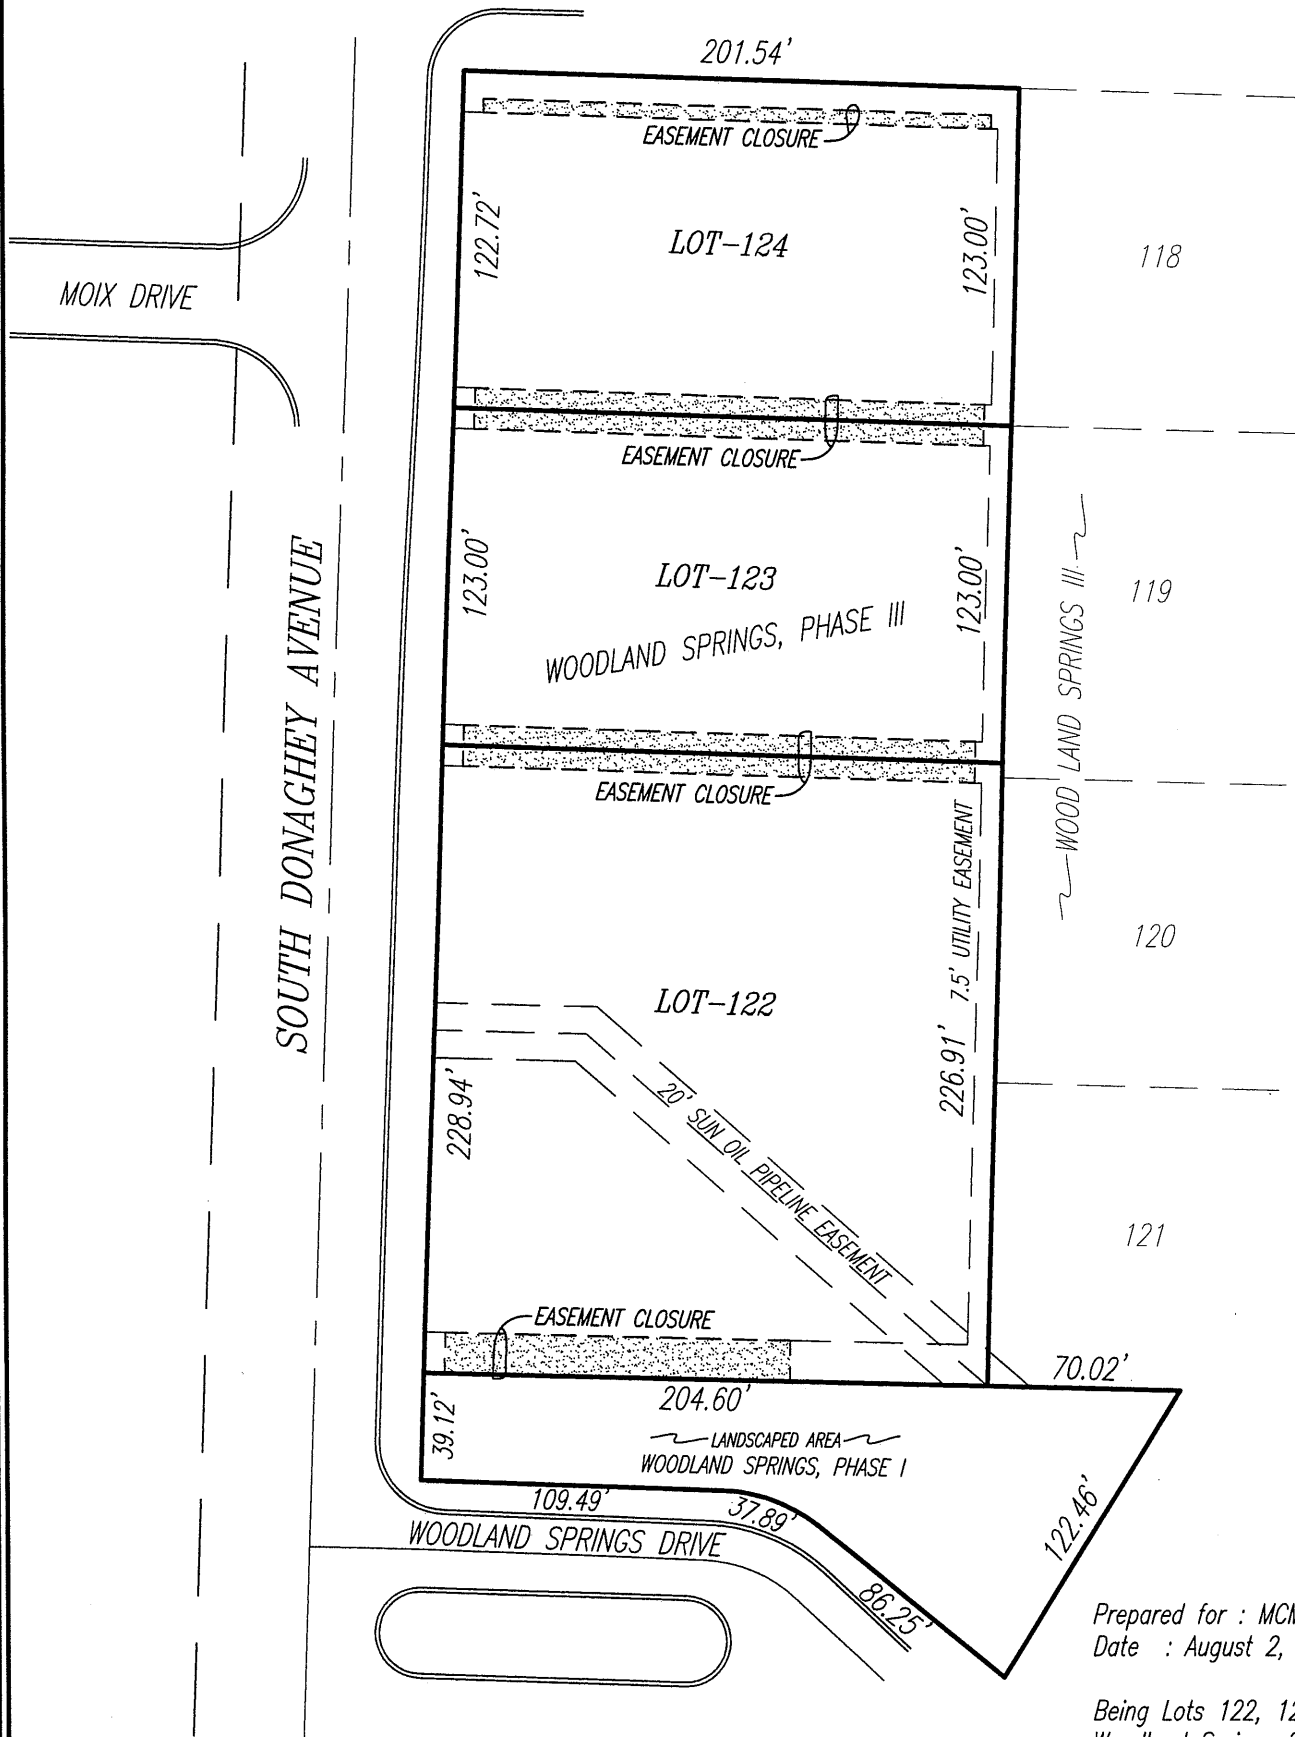 201.54'
EASEMENT CLOSURE
122.72'
LOT-124
123.00'
118
MOIX DRIVE
EASEMENT CLOSURE
123.00'
LOT-123
123.00'
WOODLAND SPRINGS, PHASE III
WOOD LAND SPRINGS III
119
SOUTH DONAGHEY AVENUE
EASEMENT CLOSURE
7.5' UTILITY EASEMENT
120
LOT-122
226.91'
228.94'
20' SUN OIL PIPELINE EASEMENT
121
EASEMENT CLOSURE
70.02'
204.60'
39.12'
LANDSCAPED AREA
WOODLAND SPRINGS, PHASE I
109.49'
37.89'
122.46'
WOODLAND SPRINGS DRIVE
86.25'
Prepared for :
Date : August 2,
Being Lots 122,